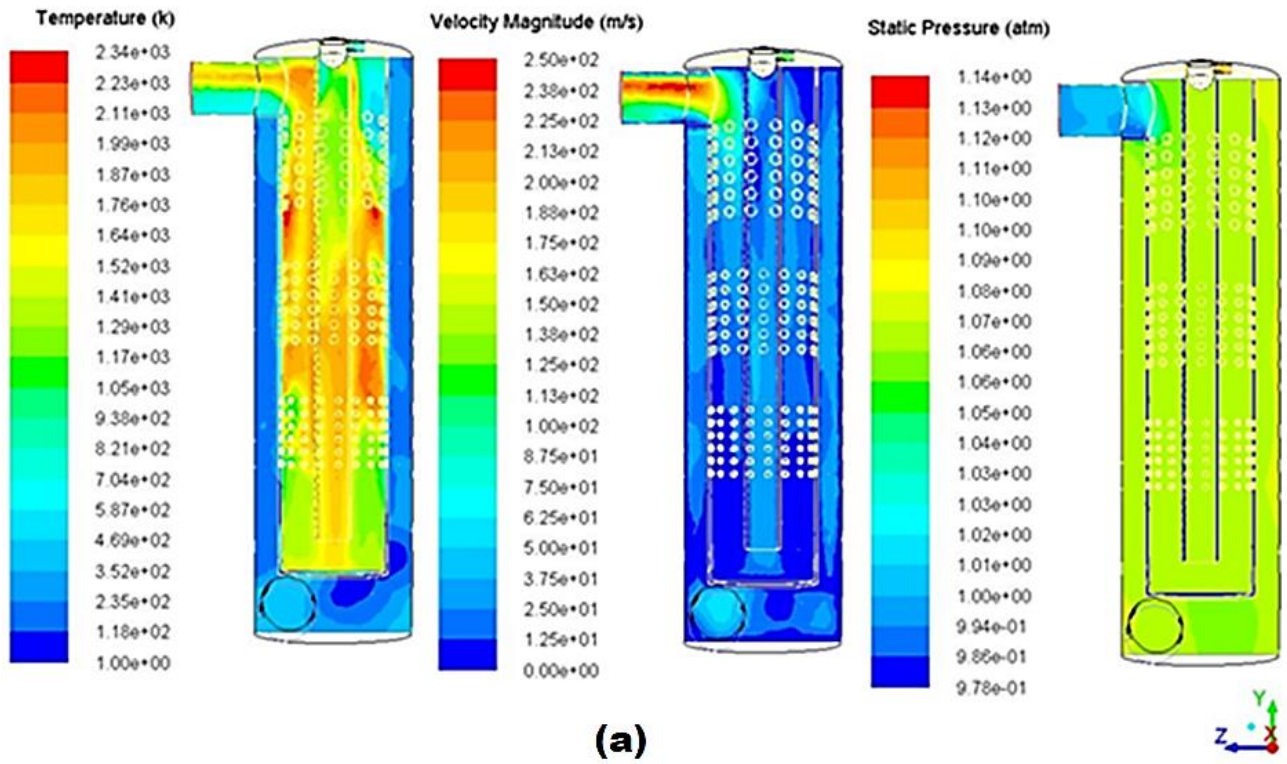 Temperature (k)
2.34e+03
2.23e+03
2.11e+03
1.99e+03
1.87e+03
1.76e+03
1.64e+03
1.52e+03
1.41e+03
1.29e+03
1.17e+03
1.05e+03
9.38e+02
8.21e+02
7.04e+02
5.87e+02
4.69e+02
3.52e+02
2.35e+02
1.18e+02
1.00e+00
Velocity Magnitude (m/s)
2.50e+02
2.38e+02
2.25e+02
2.13e+02
2.00e+02
1.88e+02
1.75e+02
1.63e+02
1.50e+02
1.38e+02
1.25e+02
1.13e+02
1.00e+02
8.75e+01
7.50e+01
6.25e+01
5.00e+01
3.75e+01
2.50e+01
1.25e+01
0.00e+00
Static Pressure (atm)
1.14e+00
1.13e+00
1.12e+00
1.11e+00
1.10e+00
1.10e+00
1.09e+00
1.08e+00
1.07e+00
1.06e+00
1.06e+00
1.05e+00
1.04e+00
1.03e+00
1.03e+00
1.02e+00
1.01e+00
1.00e+00
9.94e-01
9.86e-01
9.78e-01
Y
Z X
(a)